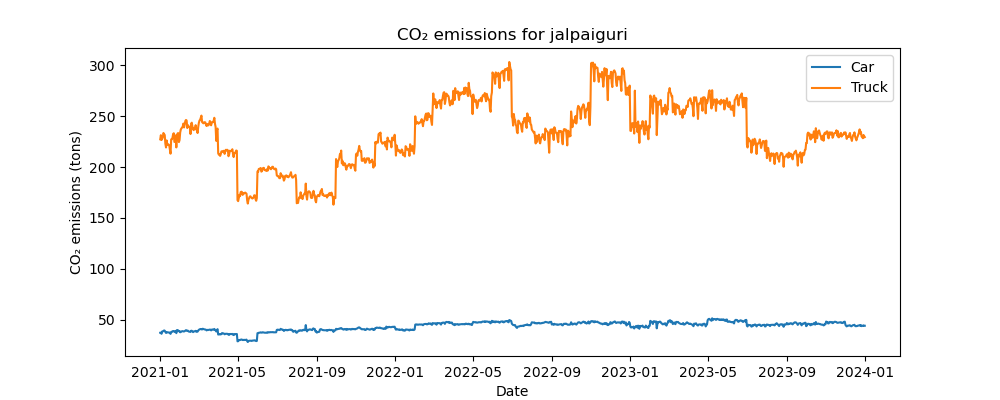 CO₂ emissions for jalpaiguri
Car
Truck
CO₂ emissions (tons)
300
250
200
150
100
50
2021-01 2021-05 2021-09 2022-01 2022-05 2022-09 2023-01 2023-05 2023-09 2024-01
Date